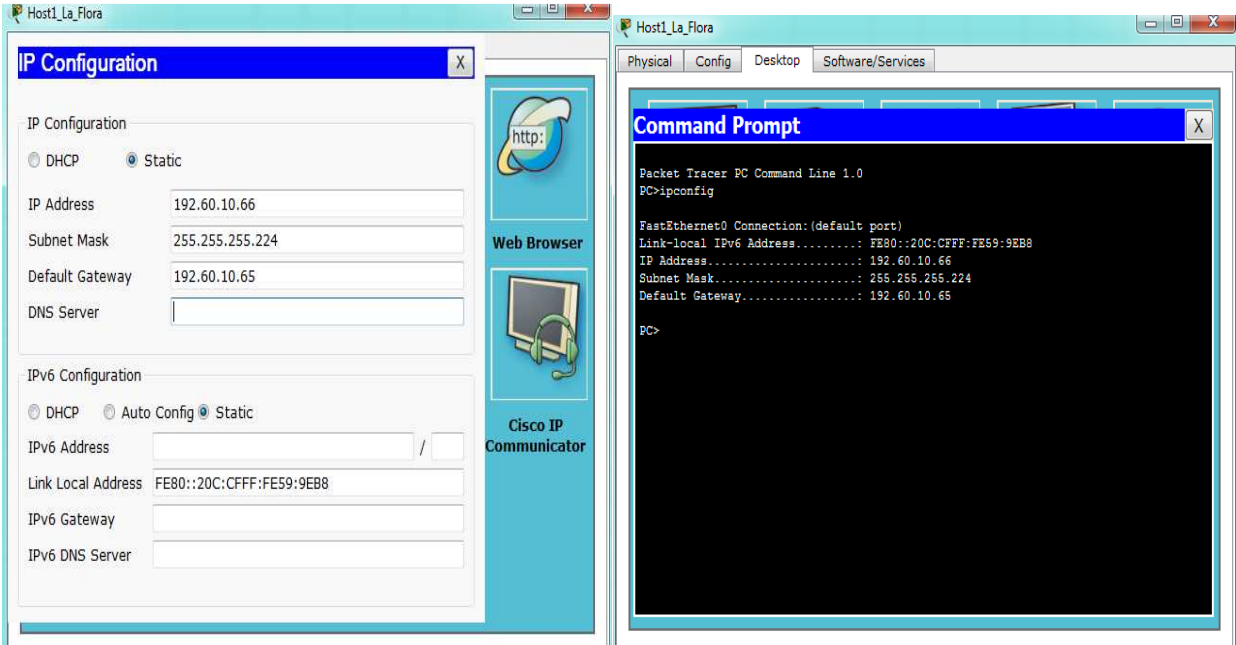 Host1_La_Flora
IP Configuration
X
IP Configuration
DHCP Static
IP Address 192.60.10.66
Subnet Mask 255.255.255.224
Default Gateway 192.60.10.65
DNS Server
IPv6 Configuration
DHCP Auto Config Static
IPv6 Address /
Link Local Address FE80::20C:CFFF:FE59:9EB8
IPv6 Gateway
IPv6 DNS Server
http:
Web Browser
Cisco IP
Communicator
Host1_La_Flora
Physical Config Desktop Software/Services
Command Prompt
X
Packet Tracer PC Command Line 1.0
PC>ipconfig
FastEthernet0 Connection:(default port)
Link-local IPv6 Address.........: FE80::20C:CFFF:FE59:9EB8
IP Address......................: 192.60.10.66
Subnet Mask.....................: 255.255.255.224
Default Gateway.................: 192.60.10.65
PC>